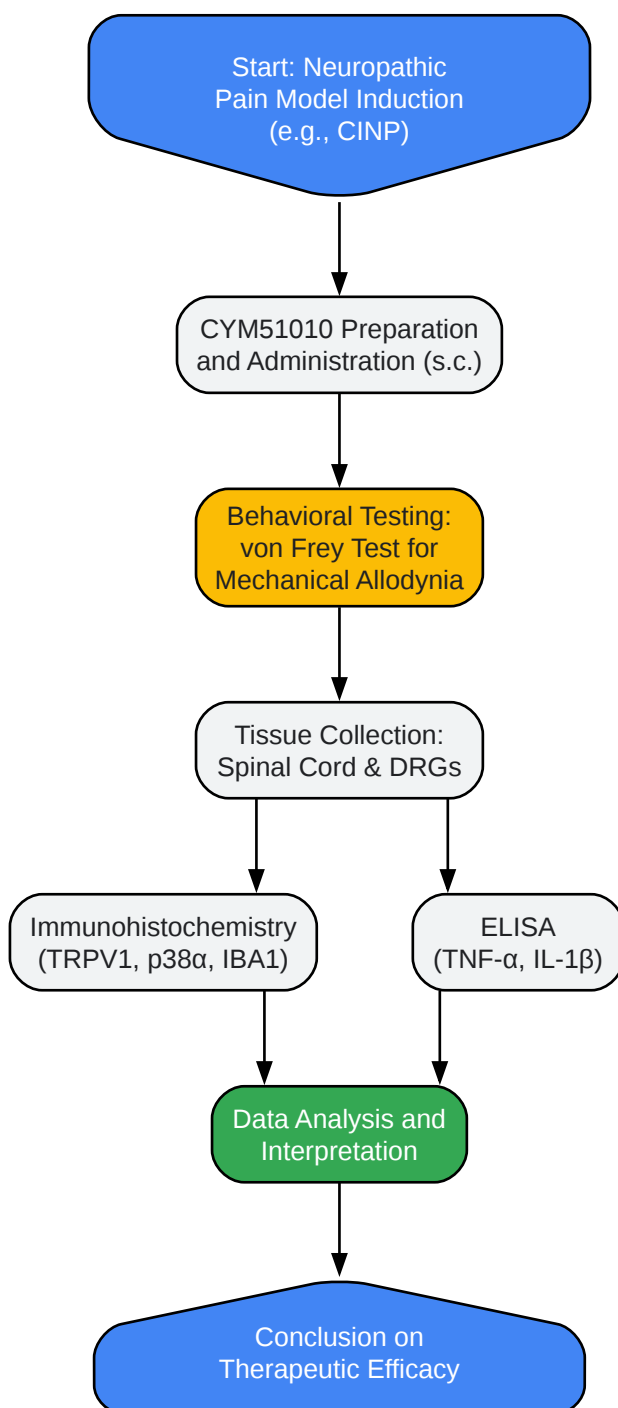 Start: Neuropathic
Pain Model Induction
(e.g., CINP)
CYM51010 Preparation
and Administration (s.c.)
Behavioral Testing:
von Frey Test for
Mechanical Allodynia
Tissue Collection:
Spinal Cord & DRGs
Immunohistochemistry
(TRPV1, p38α, IBA1)
ELISA
(TNF-α, IL-1β)
Data Analysis and
Interpretation
Conclusion on
Therapeutic Efficacy